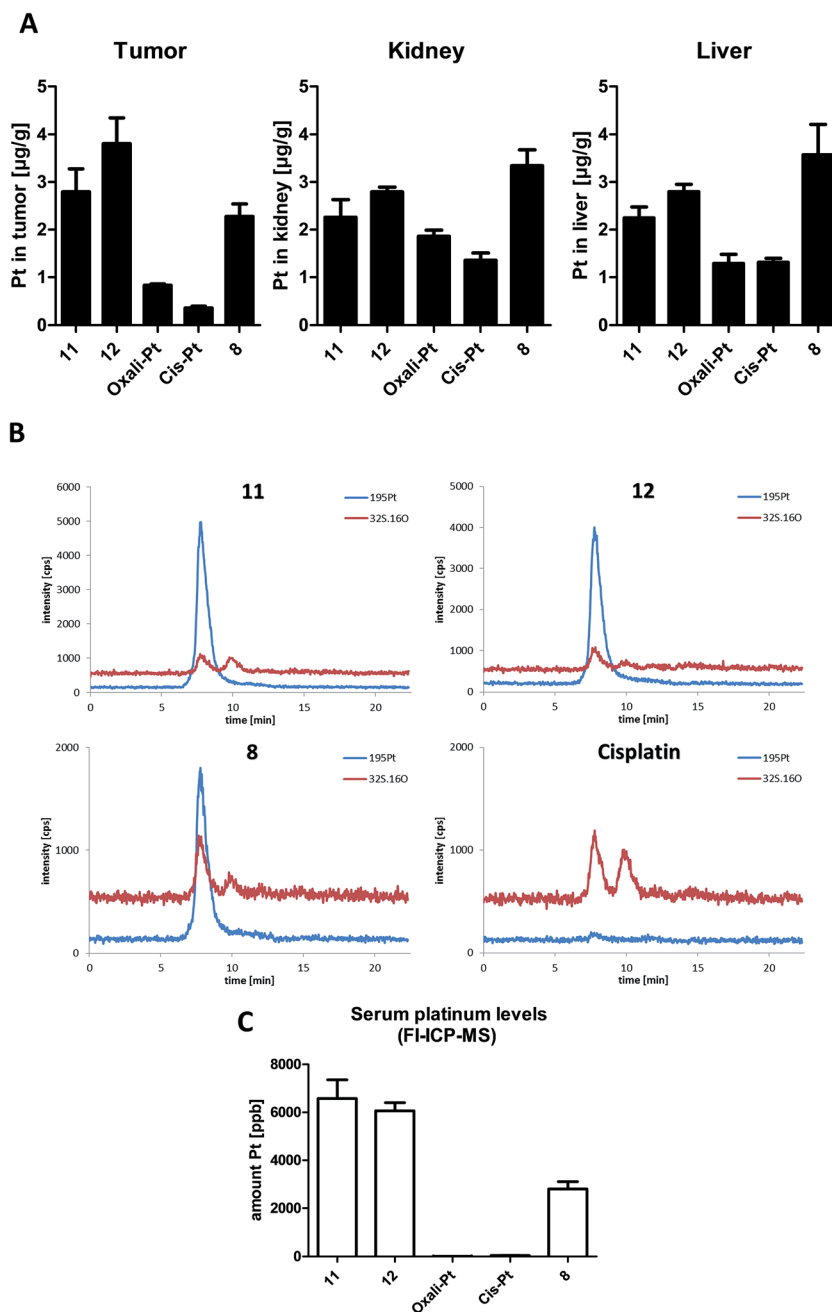 A
Tumor
Pt in tumor [µg/g]
5
4
3
2
1
0
11
12
Oxali-Pt
Cis-Pt
8
Kidney
Pt in kidney [µg/g]
5
4
3
2
1
0
11
12
Oxali-Pt
Cis-Pt
8
Liver
Pt in liver [µg/g]
5
4
3
2
1
0
11
12
Oxali-Pt
Cis-Pt
8
B
11
195Pt
32S.16O
intensity [cps]
6000
5000
4000
3000
2000
1000
0
0 5 10 15 20
time [min]
12
195Pt
32S.16O
intensity [cps]
5000
4000
3000
2000
1000
0
0 5 10 15 20
time [min]
8
195Pt
32S.16O
intensity [cps]
2000
1000
0
0 5 10 15 20
time [min]
Cisplatin
195Pt
32S.16O
intensity [cps]
2000
1000
0
0 5 10 15 20
time [min]
C
Serum platinum levels
(FI-ICP-MS)
amount Pt [ppb]
8000
6000
4000
2000
0
11
12
Oxali-Pt
Cis-Pt
8